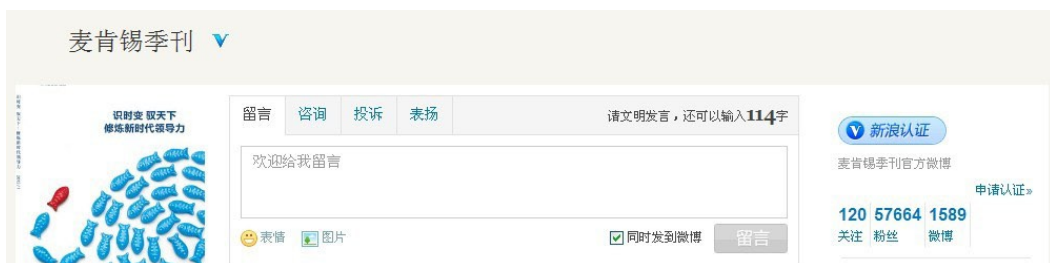 麦肯锡季刊
识时变 驭天下
修炼新时代领导力
留言 咨询 投诉 表扬 请文明发言，还可以输入114字
欢迎给我留言
表情 图片 同时发到微博 留言
V 新浪认证
麦肯锡季刊官方微博
申请认证»
120 57664 1589
关注 粉丝 微博